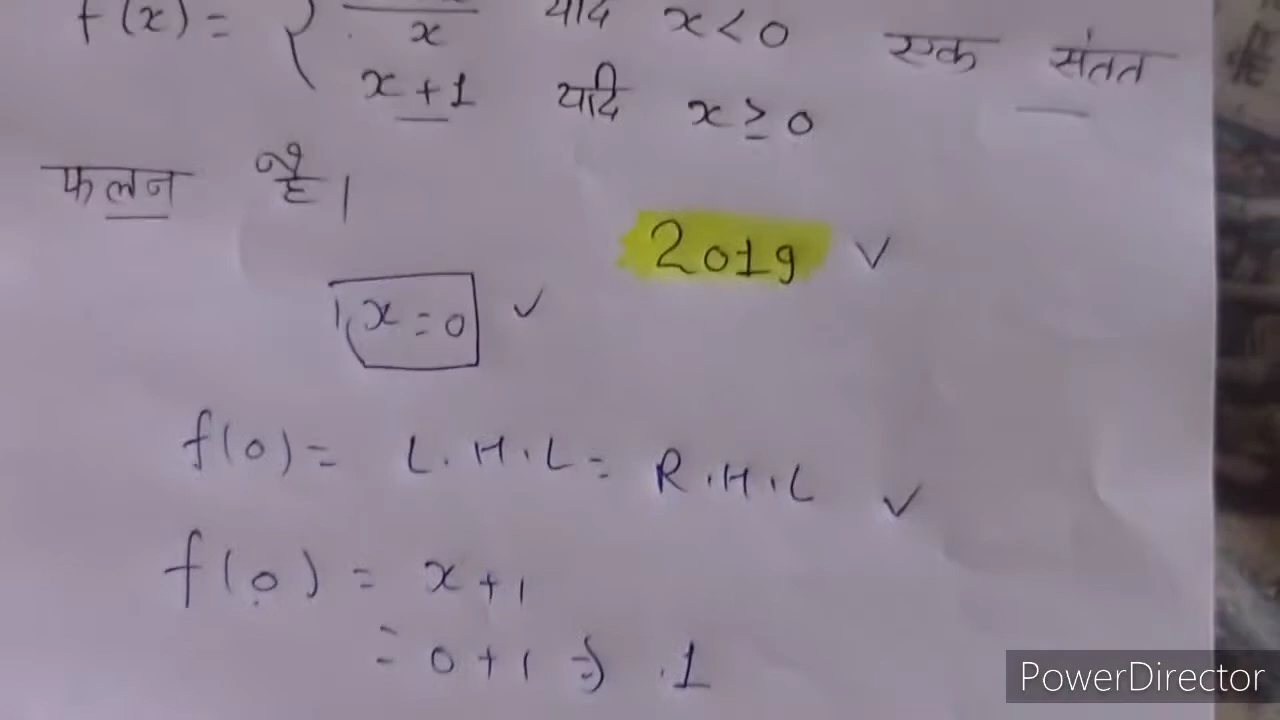 f(x) = { x यदि x < 0 एक संतत
x + 1 यदि x ≥ 0
फलन है।
2019 ✓
x = 0 ✓
f(0) = L.H.L = R.H.L ✓
f(0) = x + 1
= 0 + 1 ⇒ .1
PowerDirector